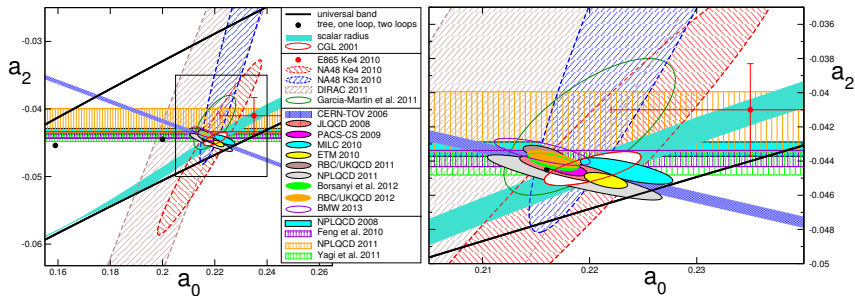 -0.03
-0.04
-0.05
-0.06
a2
0.16
0.18
0.2
0.22
0.24
0.26
a0
universal band
tree, one loop, two loops
scalar radius
CGL 2001
E865 Ke4 2010
NA48 Ke4 2010
NA48 K3π 2010
DIRAC 2011
Garcia-Martin et al. 2011
CERN-TOV 2006
JLQCD 2008
PACS-CS 2009
MILC 2010
ETM 2010
RBC/UKQCD 2011
NPLQCD 2011
Borsanyi et al. 2012
RBC/UKQCD 2012
BMW 2013
NPLQCD 2008
Feng et al. 2010
NPLQCD 2011
Yagi et al. 2011
-0.036
-0.038
-0.04
-0.042
-0.044
-0.046
-0.048
-0.05
a2
0.21
0.22
0.23
a0